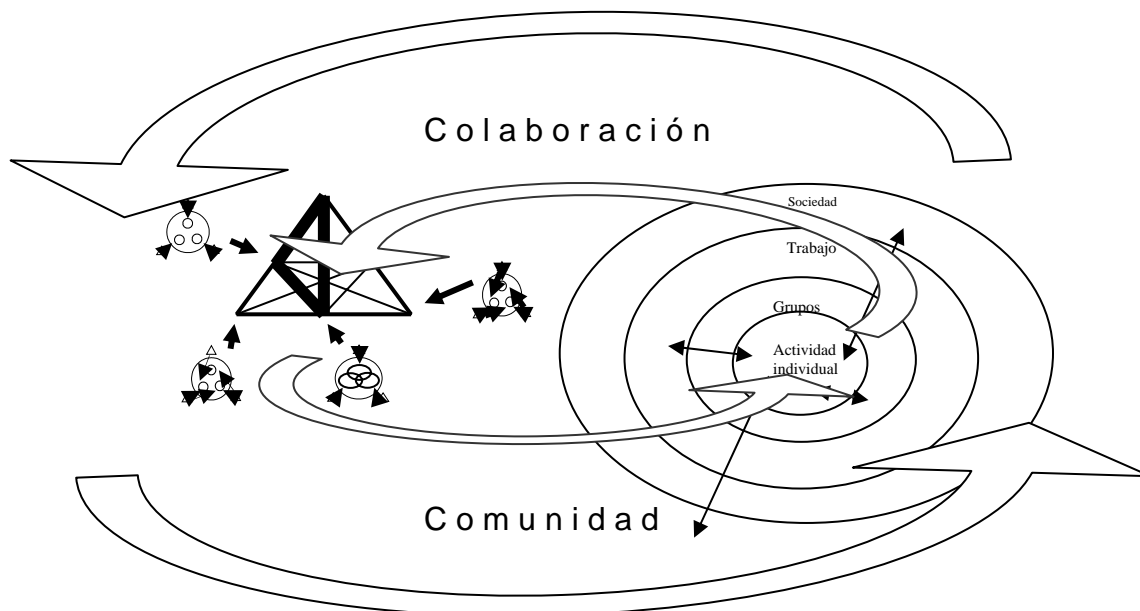 Colaboración
Sociedad
Trabajo
Grupos
Actividad
individual
Comunidad